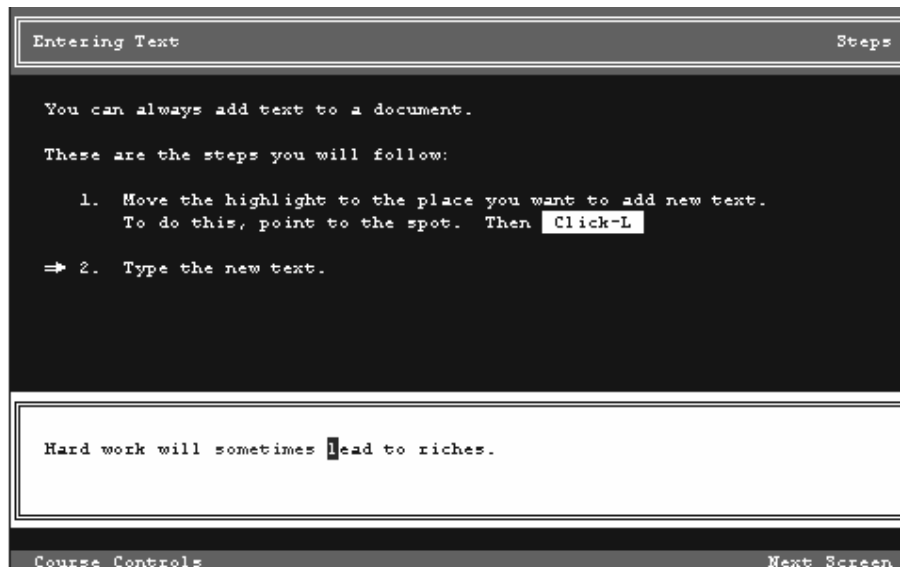 Entering Text Steps
You can always add text to a document.
These are the steps you will follow:
1. Move the highlight to the place you want to add new text.
To do this, point to the spot. Then Click-L
⇒ 2. Type the new text.
Hard work will sometimes lead to riches.
Course Controls Next Screen